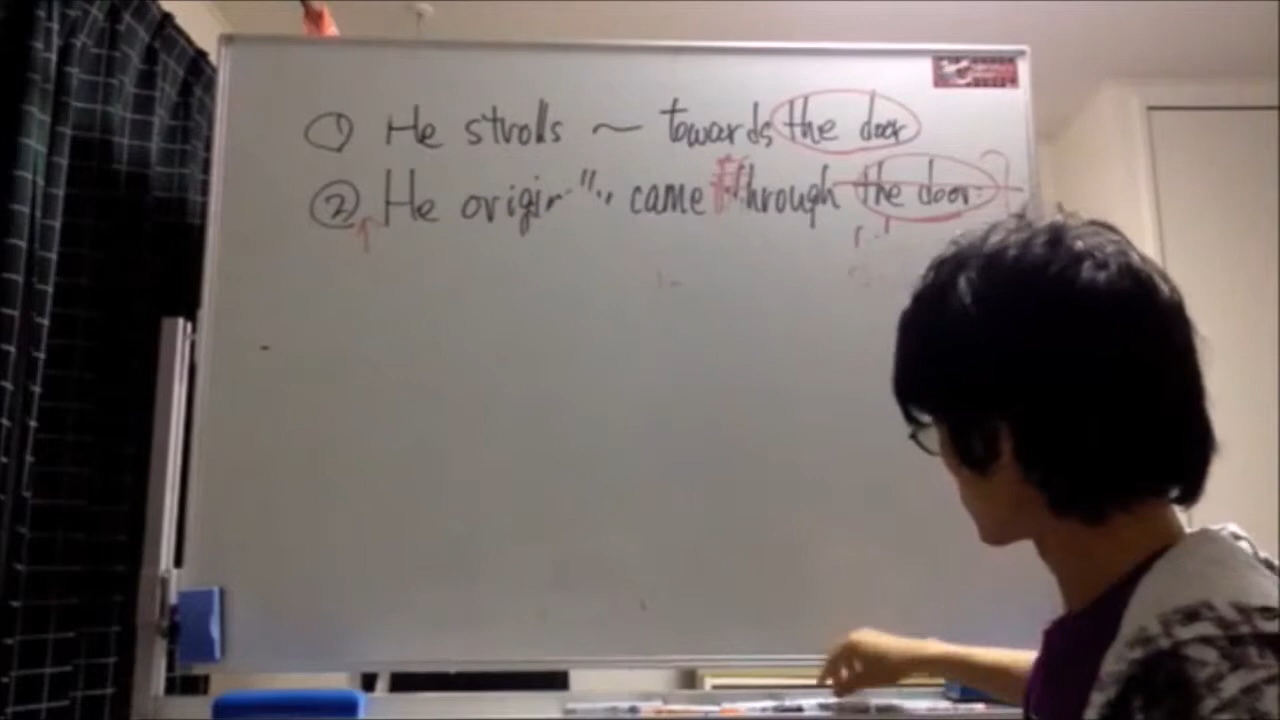 ① He strolls ～ towards the door
② He origin〃 came through the door